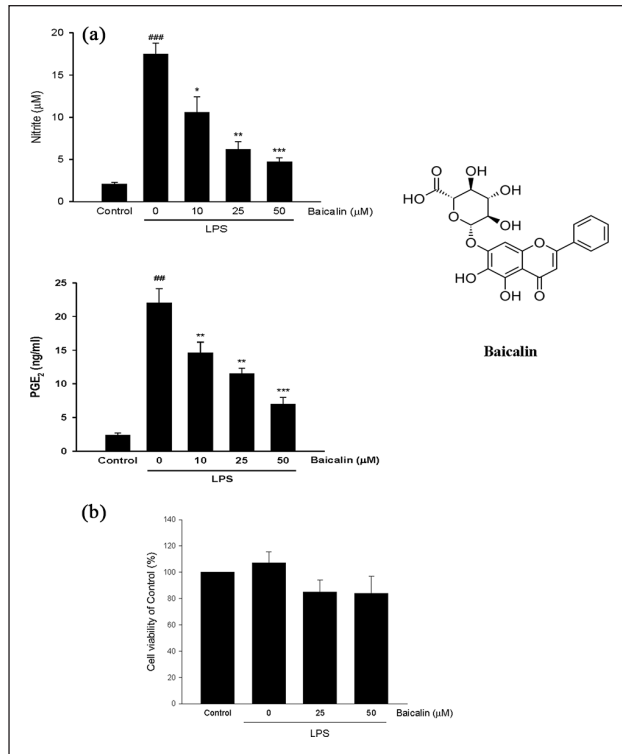 (a)
20
15
10
5
0
Nitrite (μM)
###
*
**
***
Control 0 10 25 50 Baicalin (μM)
LPS
25
20
15
10
5
0
PGE₂ (ng/ml)
##
**
**
***
Control 0 10 25 50 Baicalin (μM)
LPS
O
OH
HO
OH
O
OH
O
O
HO
OH
O
Baicalin
(b)
140
120
100
80
60
40
20
0
Cell viability of Control (%)
Control 0 25 50 Baicalin (μM)
LPS